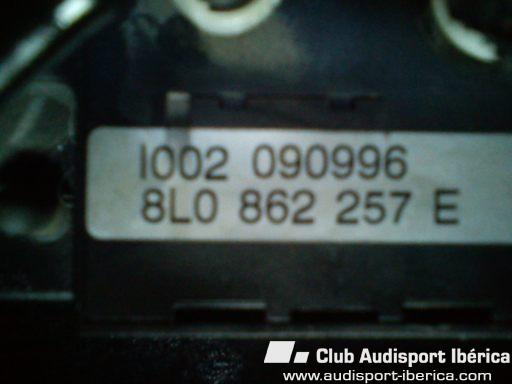 I002 090996
8L0 862 257 E
Club Audisport Ibérica
www.audisport-iberica.com